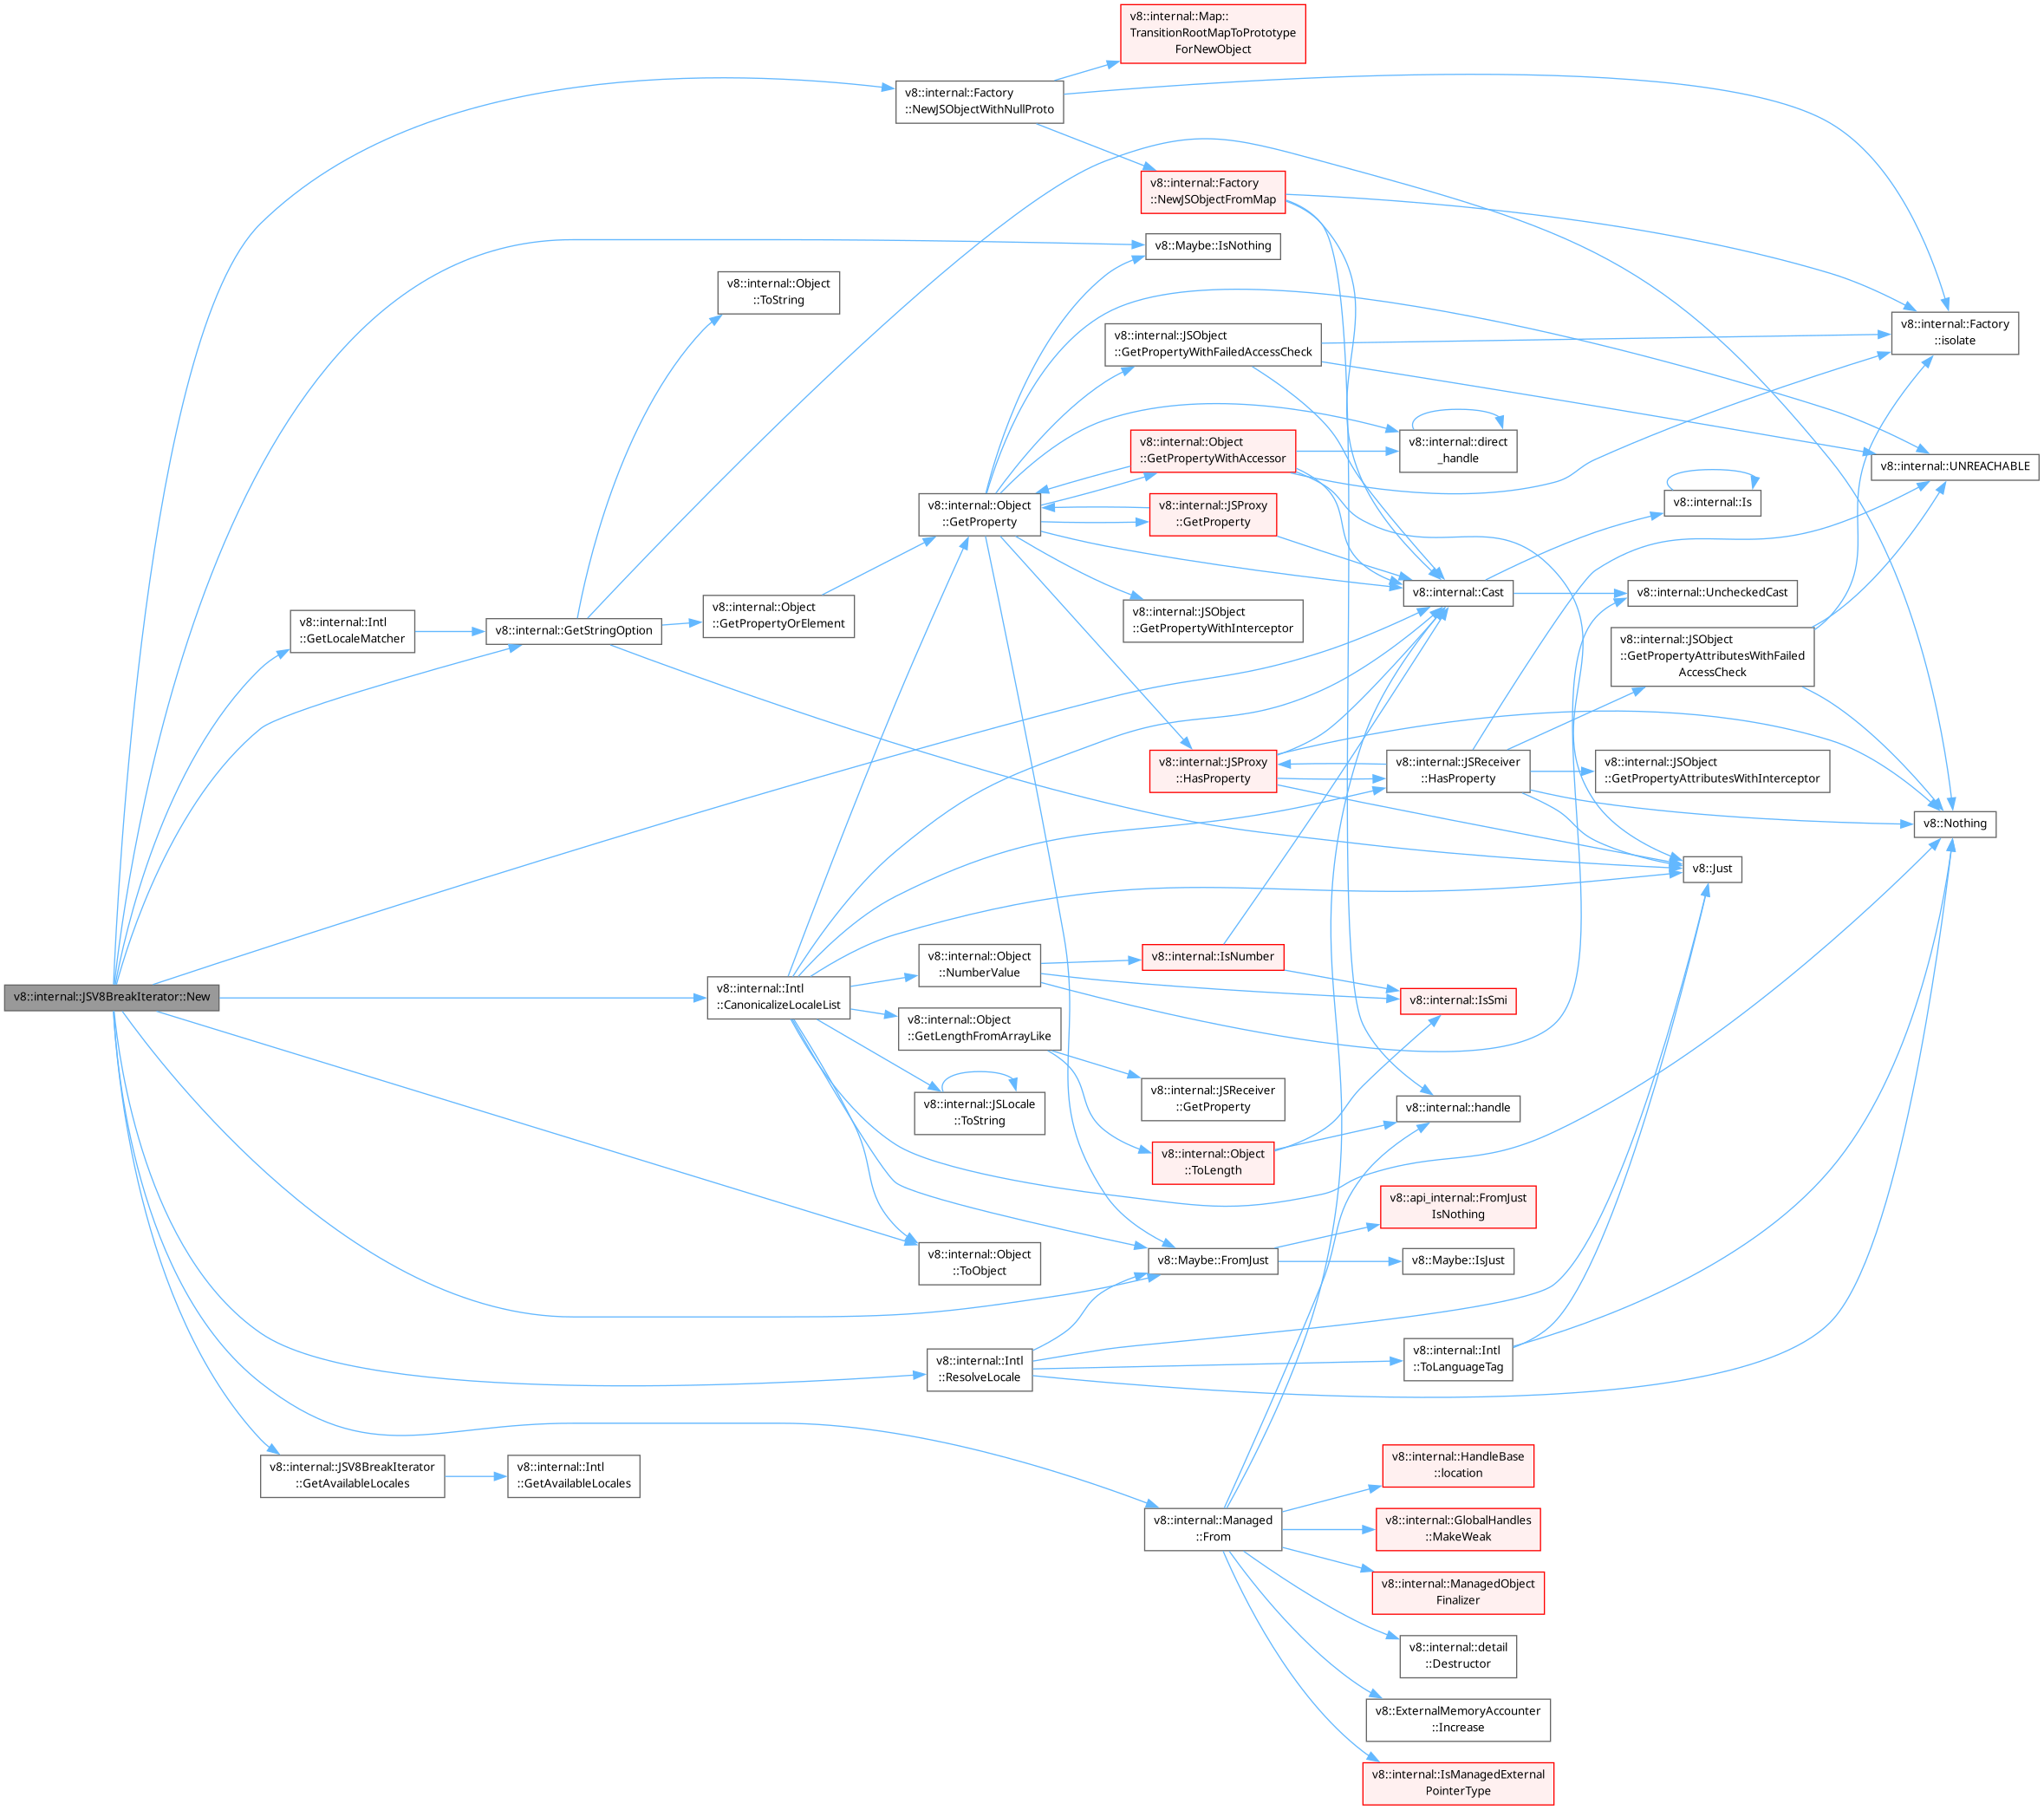 v8::internal::Map::
TransitionRootMapToPrototype
ForNewObject
v8::internal::Factory
::NewJSObjectWithNullProto
v8::internal::Factory
::NewJSObjectFromMap
v8::Maybe::IsNothing
v8::internal::Object
::ToString
v8::internal::Factory
::isolate
v8::internal::JSObject
::GetPropertyWithFailedAccessCheck
v8::internal::direct
_handle
v8::internal::Object
::GetPropertyWithAccessor
v8::internal::UNREACHABLE
v8::internal::Is
v8::internal::Object
::GetProperty
v8::internal::JSProxy
::GetProperty
v8::internal::Cast
v8::internal::UncheckedCast
v8::internal::Intl
::GetLocaleMatcher
v8::internal::GetStringOption
v8::internal::Object
::GetPropertyOrElement
v8::internal::JSObject
::GetPropertyWithInterceptor
v8::internal::JSObject
::GetPropertyAttributesWithFailed
AccessCheck
v8::internal::JSProxy
::HasProperty
v8::internal::JSReceiver
::HasProperty
v8::internal::JSObject
::GetPropertyAttributesWithInterceptor
v8::Nothing
v8::Just
v8::internal::JSV8BreakIterator::New
v8::internal::Intl
::CanonicalizeLocaleList
v8::internal::Object
::NumberValue
v8::internal::IsNumber
v8::internal::IsSmi
v8::internal::Object
::GetLengthFromArrayLike
v8::internal::JSLocale
::ToString
v8::internal::JSReceiver
::GetProperty
v8::internal::handle
v8::internal::Object
::ToLength
v8::api_internal::FromJust
IsNothing
v8::internal::Object
::ToObject
v8::Maybe::FromJust
v8::Maybe::IsJust
v8::internal::Intl
::ResolveLocale
v8::internal::Intl
::ToLanguageTag
v8::internal::JSV8BreakIterator
::GetAvailableLocales
v8::internal::Intl
::GetAvailableLocales
v8::internal::Managed
::From
v8::internal::HandleBase
::location
v8::internal::GlobalHandles
::MakeWeak
v8::internal::ManagedObject
Finalizer
v8::internal::detail
::Destructor
v8::ExternalMemoryAccounter
::Increase
v8::internal::IsManagedExternal
PointerType